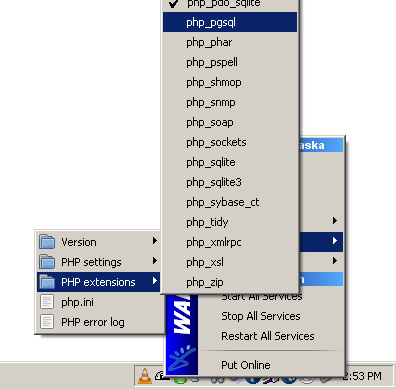 php_pdo_sqlite
php_pgsql
php_phar
php_pspell
php_shmop
php_snmp
php_soap
php_sockets
php_sqlite
php_sqlite3
php_sybase_ct
php_tidy
php_xmlrpc
php_xsl
php_zip
aska
Version
PHP settings
PHP extensions
php.ini
PHP error log
WA
Start All Services
Stop All Services
Restart All Services
Put Online
:53 PM